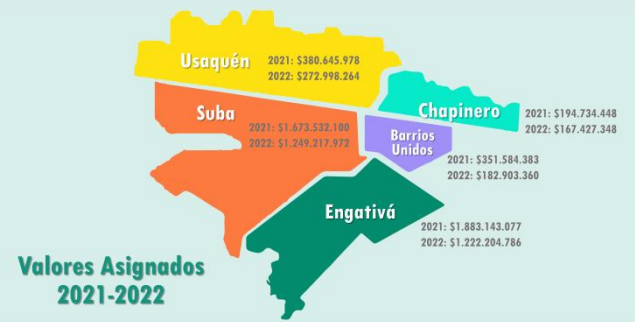 Usaquén
2021: $380.645.978
2022: $272.998.264
Suba
2021: $1.673.532.100
2022: $1.249.217.972
Chapinero
2021: $194.734.448
2022: $167.427.348
Barrios
Unidos
2021: $351.584.383
2022: $182.903.360
Engativá
2021: $1.883.143.077
2022: $1.222.204.786
Valores Asignados
2021-2022